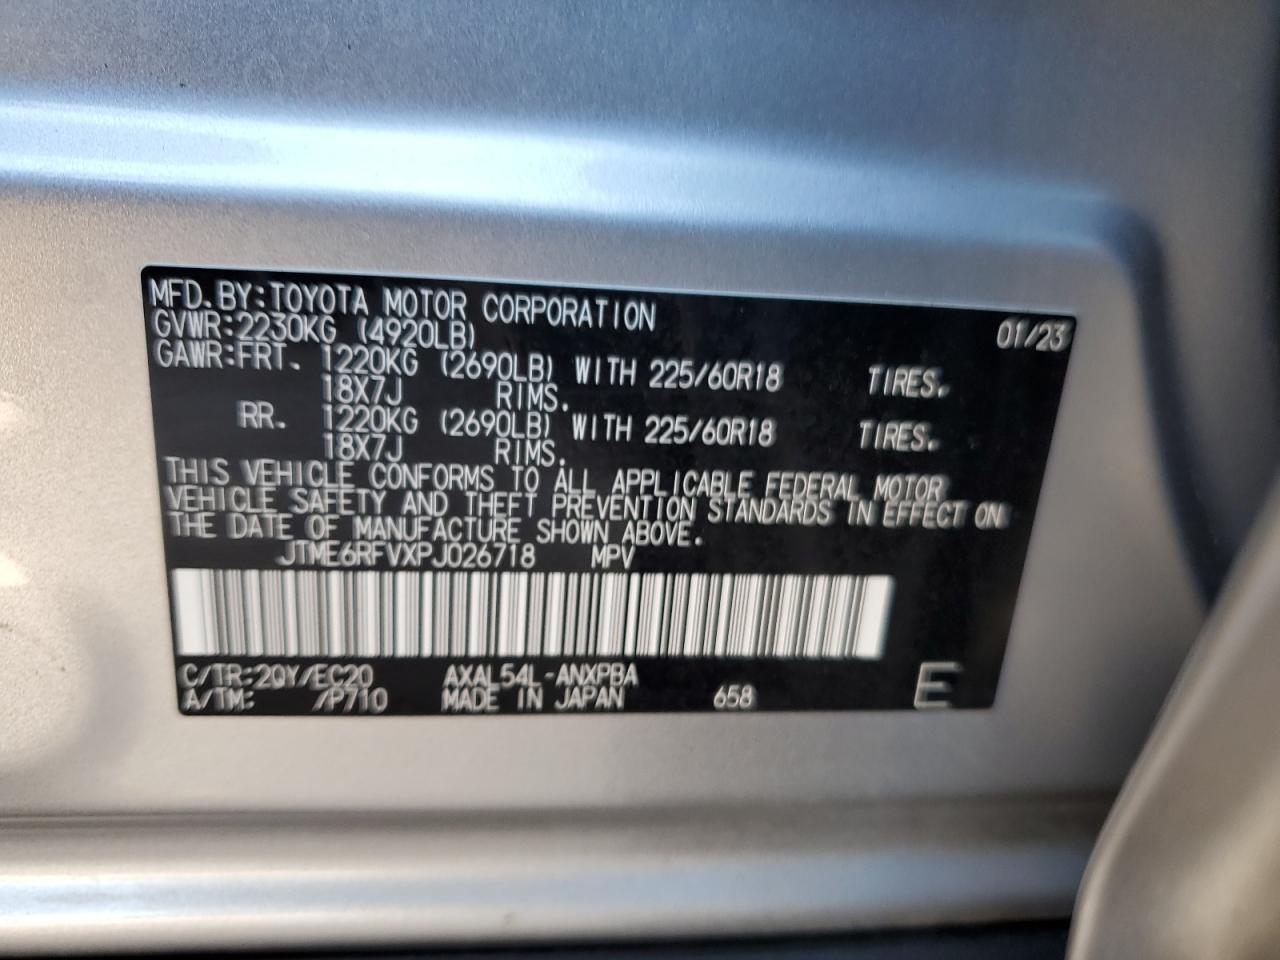 MFD.BY:TOYOTA MOTOR CORPORATION 01/23
GVWR:2230KG (4920LB)
GAWR:FRT. 1220KG (2690LB) WITH 225/60R18 TIRES.
18X7J RIMS.
RR. 1220KG (2690LB) WITH 225/60R18 TIRES.
18X7J RIMS.
THIS VEHICLE CONFORMS TO ALL APPLICABLE FEDERAL MOTOR
VEHICLE SAFETY AND THEFT PREVENTION STANDARDS IN EFFECT ON
THE DATE OF MANUFACTURE SHOWN ABOVE.
JTME6RFVXPJ026718 MPV
C/TR:2QY/EC20 AXAL54L-ANXPBA
A/TM: /P710 MADE IN JAPAN 658 E